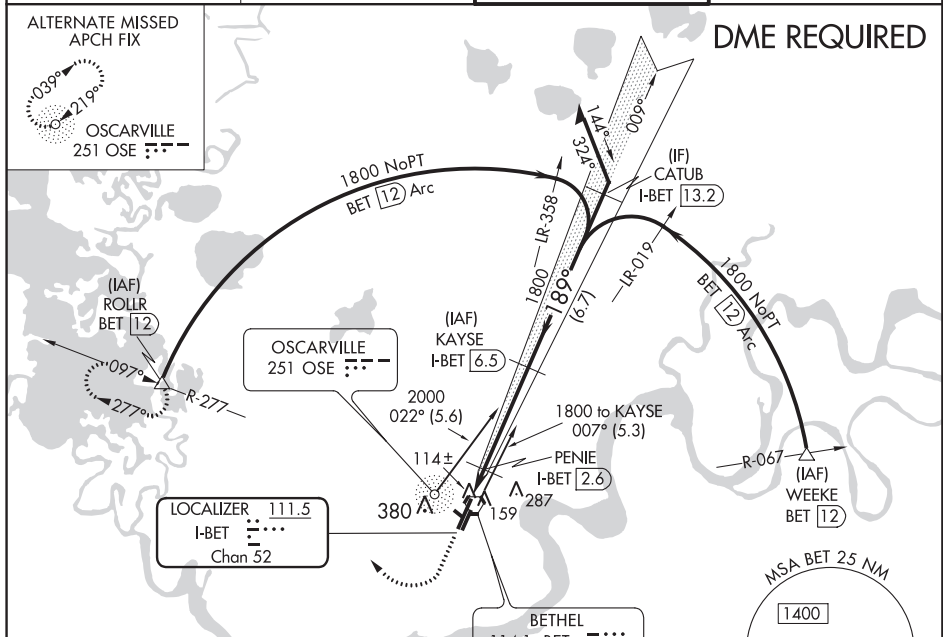 ALTERNATE MISSED
APCH FIX
039°
219°
OSCARVILLE
251 OSE
DME REQUIRED
1800 NoPT
BET 12 Arc
LR-358
144°
324°
009°
(IF)
CATUB
I-BET 13.2
1800
189°
(6.7)
LR-019
1800 NoPT
BET 12 Arc
(IAF)
ROLLR
BET 12
097°
277°
R-277
OSCARVILLE
251 OSE
(IAF)
KAYSE
I-BET 6.5
2000
022° (5.6)
1800 to KAYSE
007° (5.3)
PENIE
I-BET 2.6
114±
380
159
287
R-067
(IAF)
WEEKE
BET 12
LOCALIZER 111.5
I-BET
Chan 52
BETHEL
MSA BET 25 NM
1400